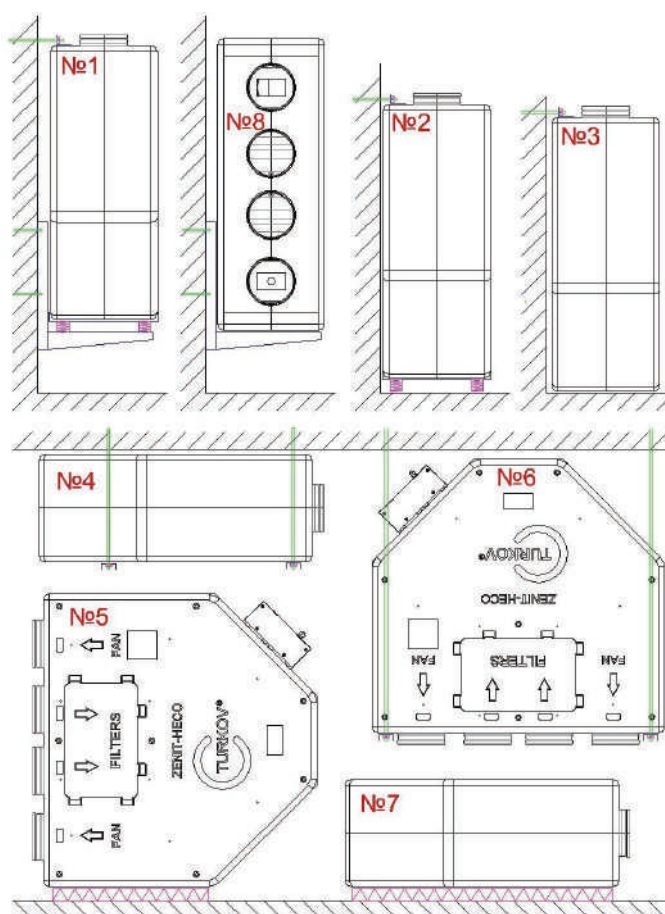 №1
№8
№2
№3
№4
№6
TURKOV®
ZENIT-HECO
FAN
FILTERS
FAN
№5
FAN
FILTERS
ZENIT-HECO
TURKOV®
FAN
№7